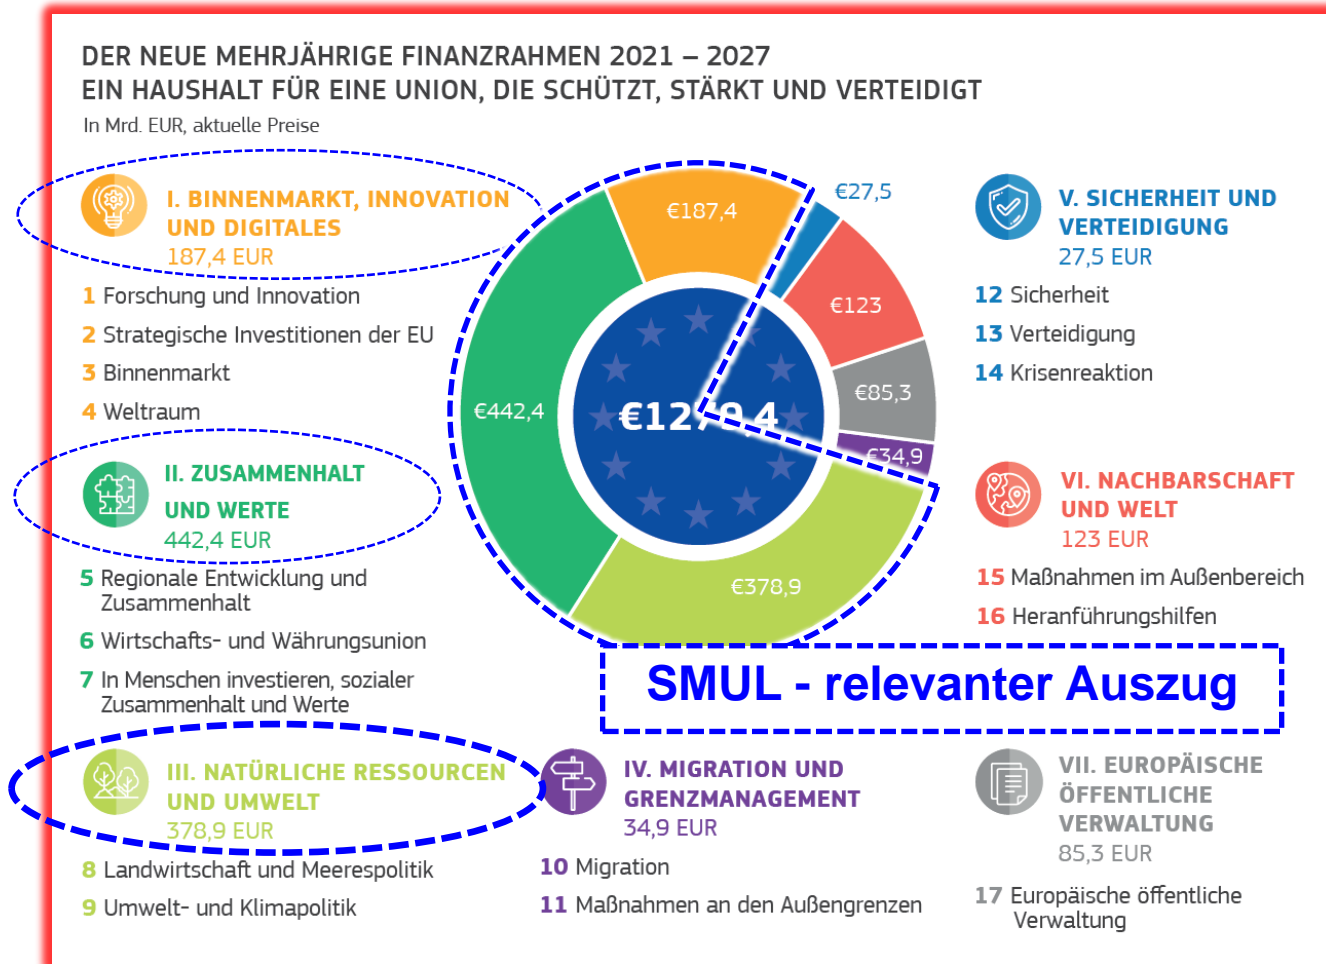 DER NEUE MEHRJÄHRIGE FINANZRAHMEN 2021 – 2027
EIN HAUSHALT FÜR EINE UNION, DIE SCHÜTZT, STÄRKT UND VERTEIDIGT
In Mrd. EUR, aktuelle Preise
I. BINNENMARKT, INNOVATION
UND DIGITALES
187,4 EUR
1 Forschung und Innovation
2 Strategische Investitionen der EU
3 Binnenmarkt
4 Weltraum
II. ZUSAMMENHALT
UND WERTE
442,4 EUR
5 Regionale Entwicklung und
Zusammenhalt
6 Wirtschafts- und Währungsunion
7 In Menschen investieren, sozialer
Zusammenhalt und Werte
III. NATÜRLICHE RESSOURCEN
UND UMWELT
378,9 EUR
8 Landwirtschaft und Meerespolitik
9 Umwelt- und Klimapolitik
€187,4
€27,5
€123
€85,3
€34,9
€378,9
€442,4
€1279,4
SMUL - relevanter Auszug
IV. MIGRATION UND
GRENZMANAGEMENT
34,9 EUR
10 Migration
11 Maßnahmen an den Außengrenzen
V. SICHERHEIT UND
VERTEIDIGUNG
27,5 EUR
12 Sicherheit
13 Verteidigung
14 Krisenreaktion
VI. NACHBARSCHAFT
UND WELT
123 EUR
15 Maßnahmen im Außenbereich
16 Heranführungshilfen
VII. EUROPÄISCHE
ÖFFENTLICHE
VERWALTUNG
85,3 EUR
17 Europäische öffentliche
Verwaltung